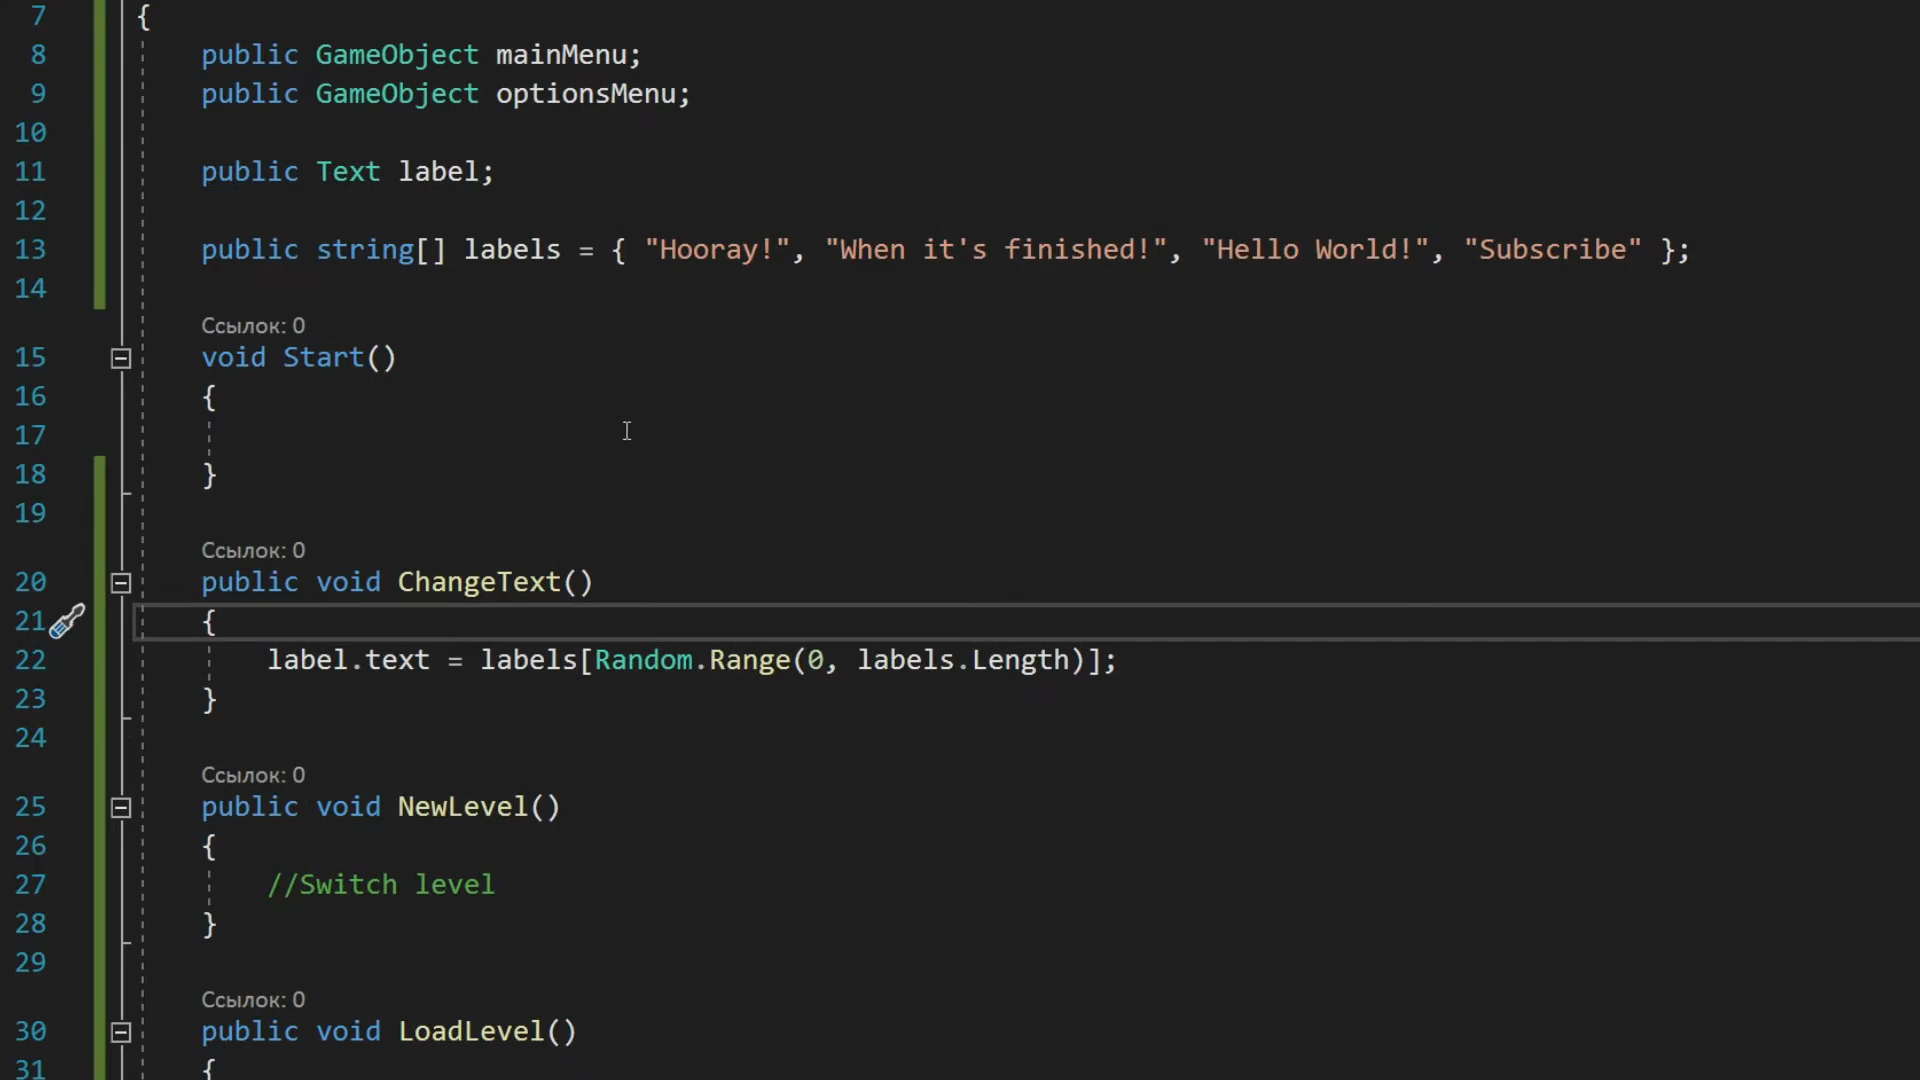 7 {
8 public GameObject mainMenu;
9 public GameObject optionsMenu;
10
11 public Text label;
12
13 public string[] labels = { "Hooray!", "When it's finished!", "Hello World!", "Subscribe" };
14
Ссылок: 0
15 void Start()
16 {
17
18 }
19
Ссылок: 0
20 public void ChangeText()
21 {
22 label.text = labels[Random.Range(0, labels.Length)];
23 }
24
Ссылок: 0
25 public void NewLevel()
26 {
27 //Switch level
28 }
29
Ссылок: 0
30 public void LoadLevel()
31 {